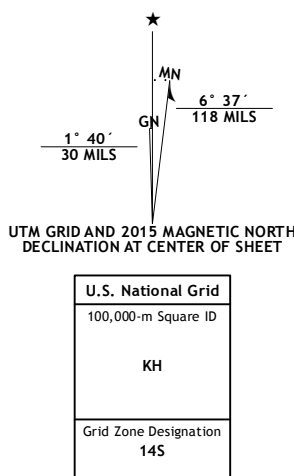 ★
MN
GN
6° 37´
118 MILS
1° 40´
30 MILS
UTM GRID AND 2015 MAGNETIC NORTH
DECLINATION AT CENTER OF SHEET
U.S. National Grid
100,000-m Square ID
KH
Grid Zone Designation
14S